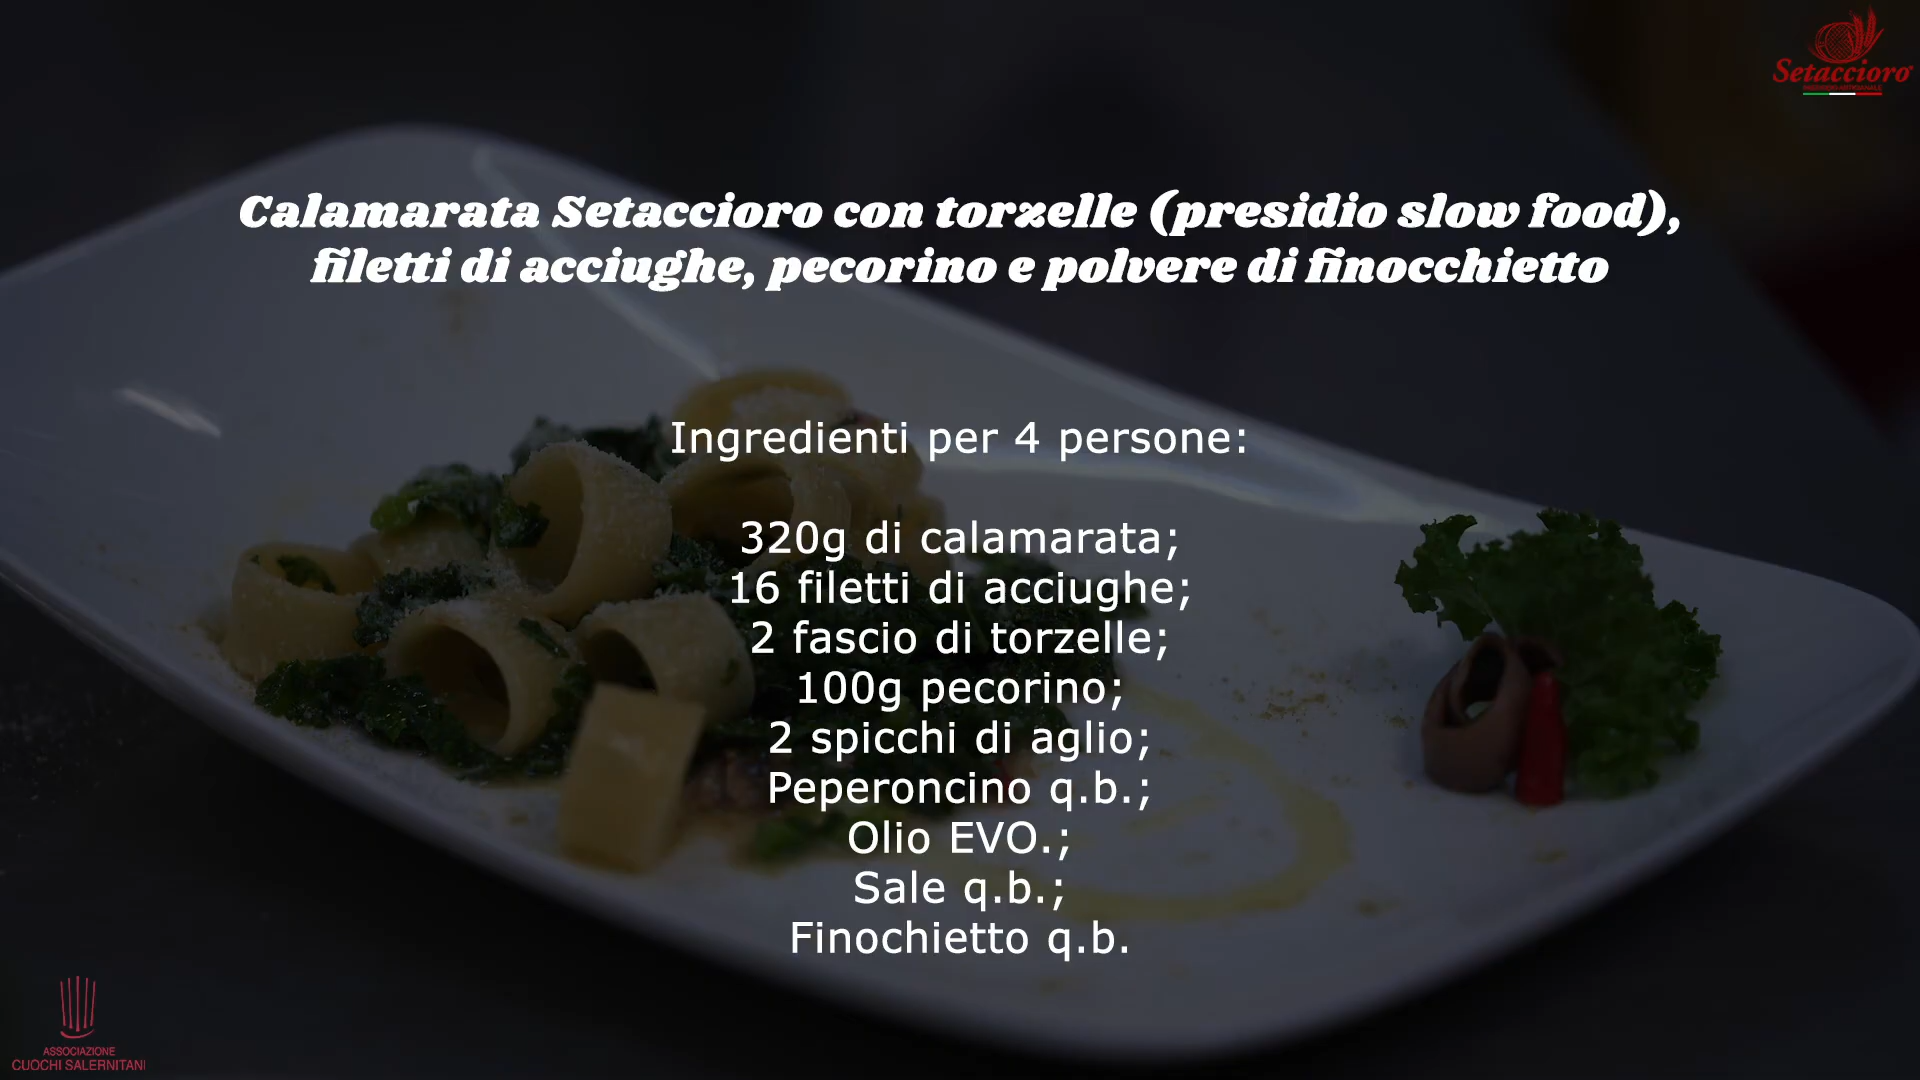 Setaccioro
Calamarata Setaccioro con torzelle (presidio slow food),
filetti di acciughe, pecorino e polvere di finocchietto
Ingredienti per 4 persone:
320g di calamarata;
16 filetti di acciughe;
2 fascio di torzelle;
100g pecorino;
2 spicchi di aglio;
Peperoncino q.b.;
Olio EVO.;
Sale q.b.;
Finochietto q.b.
ASSOCIAZIONE
CUOCHI SALERNITANI